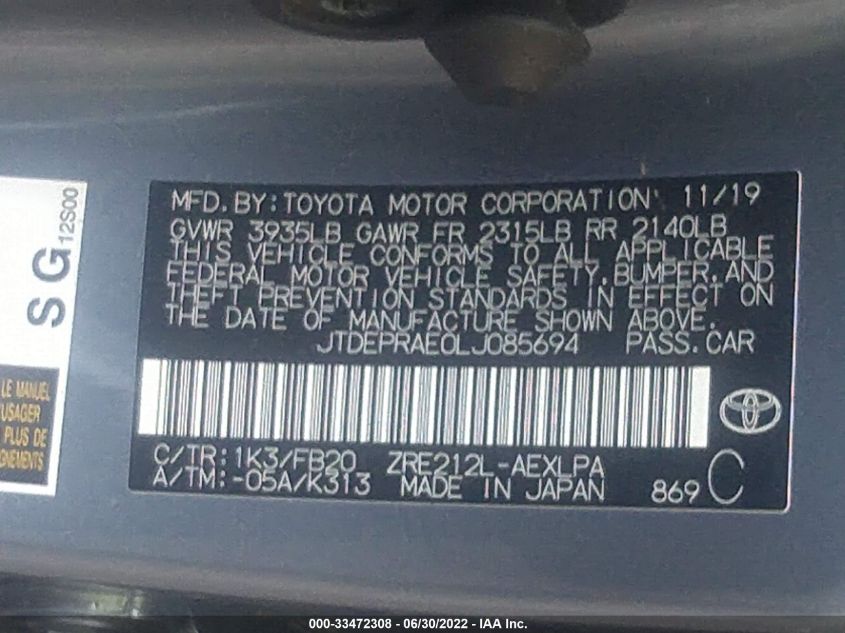 MFD. BY: TOYOTA MOTOR CORPORATION 11/19
GVWR 3935LB GAWR FR 2315LB RR 2140LB
THIS VEHICLE CONFORMS TO ALL APPLICABLE
FEDERAL MOTOR VEHICLE SAFETY, BUMPER, AND
THEFT PREVENTION STANDARDS IN EFFECT ON
THE DATE OF MANUFACTURE SHOWN ABOVE.
JTDEPRAE0LJ085694 PASS. CAR
C/TR: 1K3/FB20 ZRE212L-AEXLPA
A/TM: -05A/K313 MADE IN JAPAN 869 C
SG 12S00
LE MANUEL
USAGER
PLUS DE
GNEMENTS
000-33472308 - 06/30/2022 - IAA Inc.